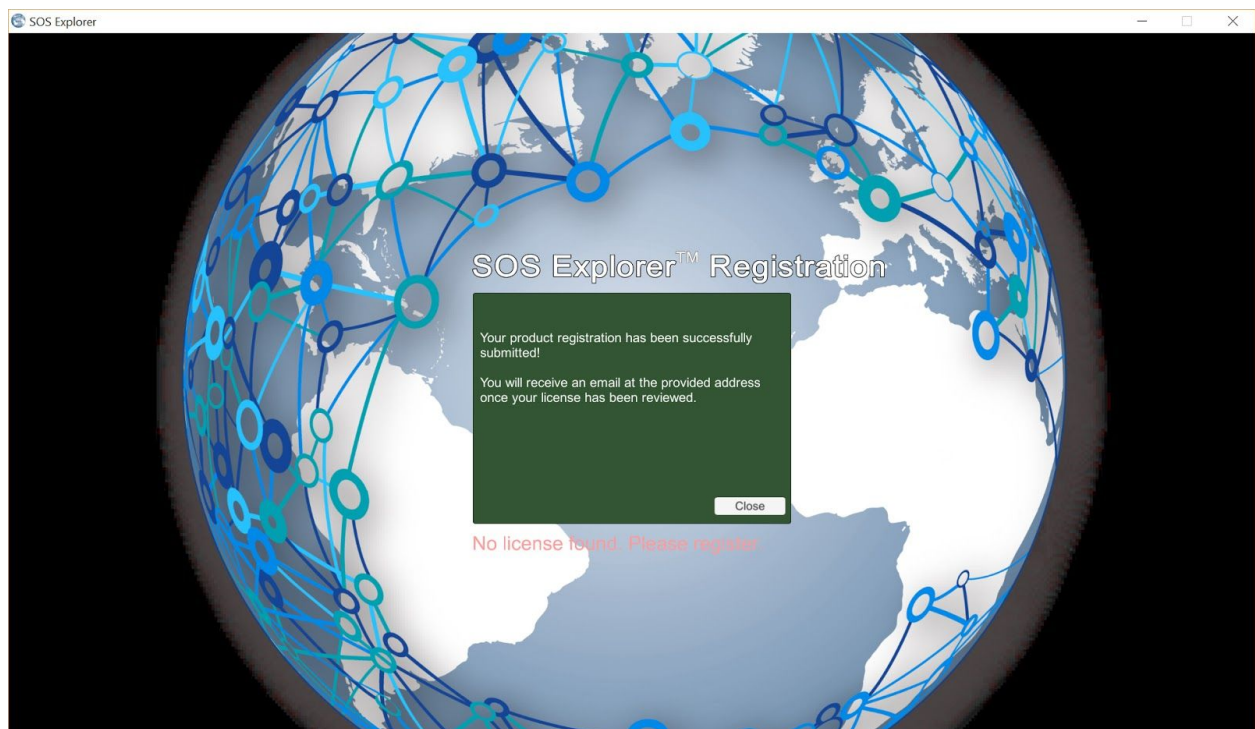 SOS Explorer
SOS Explorer™ Registration
Your product registration has been successfully
submitted!
You will receive an email at the provided address
once your license has been reviewed.
Close
No license found. Please register